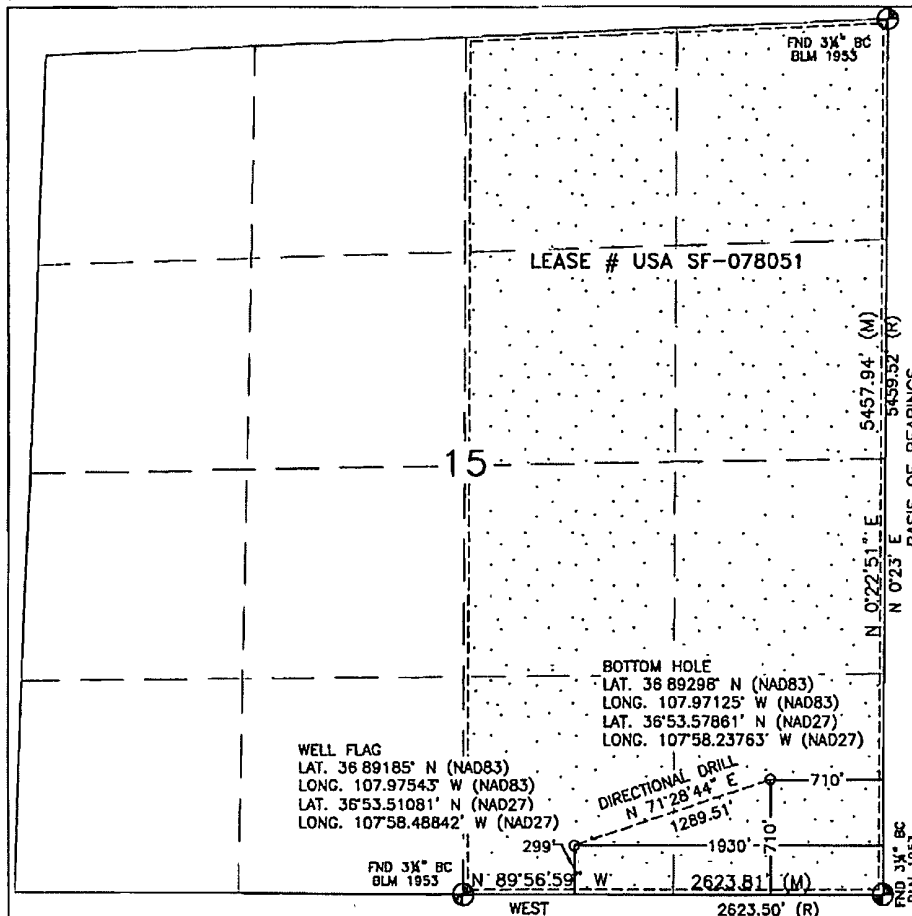 FND 3¼" BC
BLM 1953
LEASE # USA SF-078051
5457.94' (M)
5459.52' (R)
15
N 0°22'51" E
N 0°23' E
BASIS OF BEARINGS
BOTTOM HOLE
LAT. 36.89298° N (NAD83)
LONG. 107.97125° W (NAD83)
LAT. 36°53.57861' N (NAD27)
LONG. 107°58.23763' W (NAD27)
WELL FLAG
LAT. 36.89185° N (NAD83)
LONG. 107.97543° W (NAD83)
LAT. 36°53.51081' N (NAD27)
LONG. 107°58.48842' W (NAD27)
DIRECTIONAL DRILL
N 71°28'44" E
1289.51'
710'
710'
299'
1930'
FND 3¼" BC
BLM 1953
N 89°56'59" W
2623.81' (M)
WEST
2623.50' (R)
FND 3¼" BC